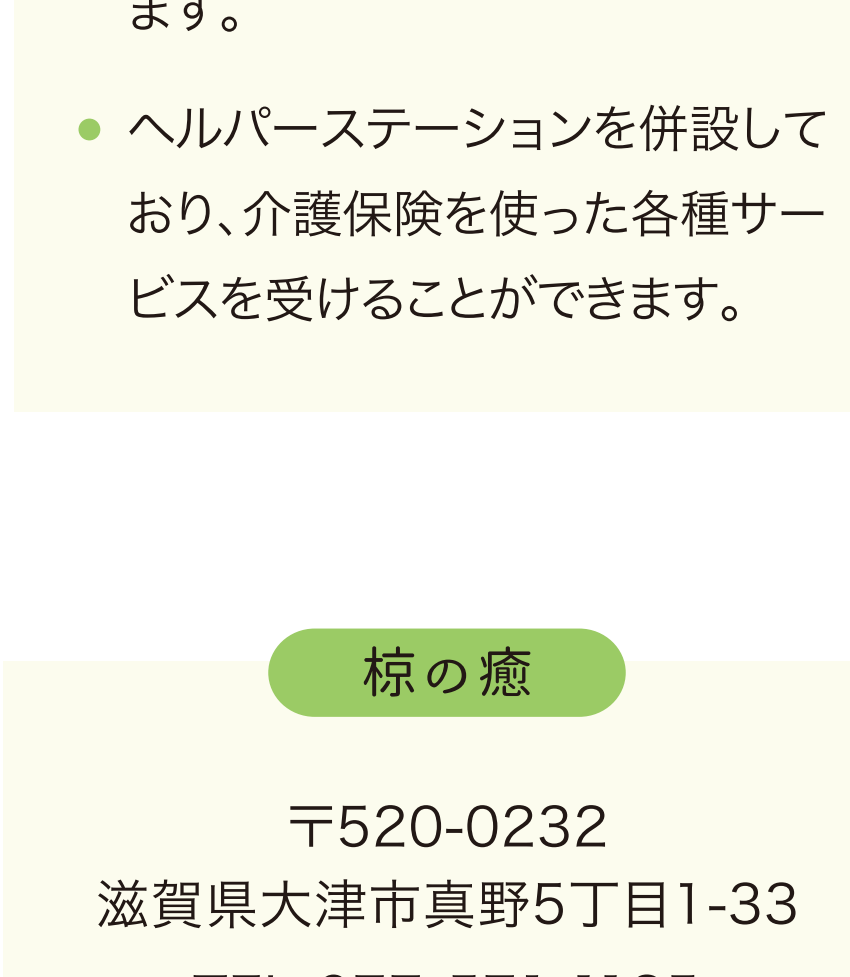 ます。
● ヘルパーステーションを併設して
おり、介護保険を使った各種サー
ビスを受けることができます。
椋の癒
〒520-0232
滋賀県大津市真野5丁目1-33